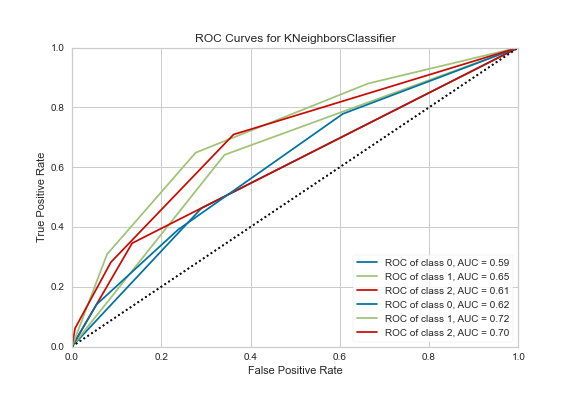 ROC Curves for KNeighborsClassifier
True Positive Rate
1.0
0.8
0.6
0.4
0.2
0.0
ROC of class 0, AUC = 0.59
ROC of class 1, AUC = 0.65
ROC of class 2, AUC = 0.61
ROC of class 0, AUC = 0.62
ROC of class 1, AUC = 0.72
ROC of class 2, AUC = 0.70
0.0 0.2 0.4 0.6 0.8 1.0
False Positive Rate